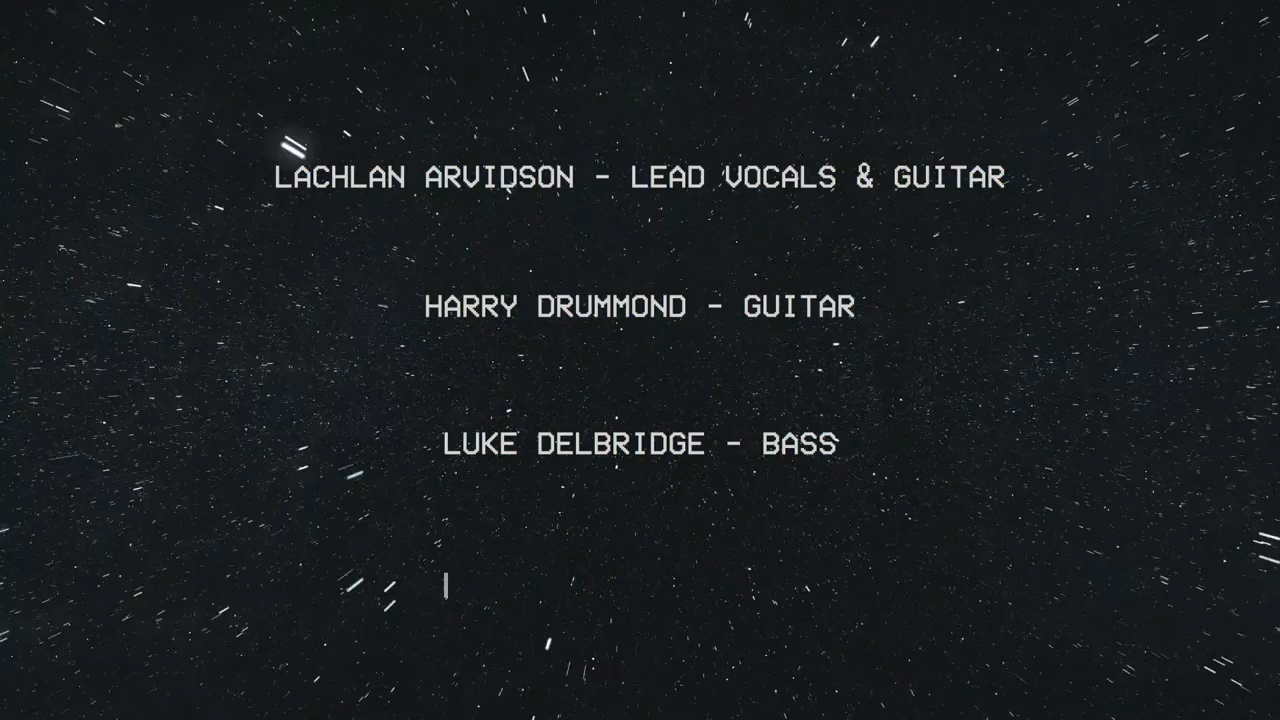 LACHLAN ARVIDSON - LEAD VOCALS & GUITAR
HARRY DRUMMOND - GUITAR
LUKE DELBRIDGE - BASS